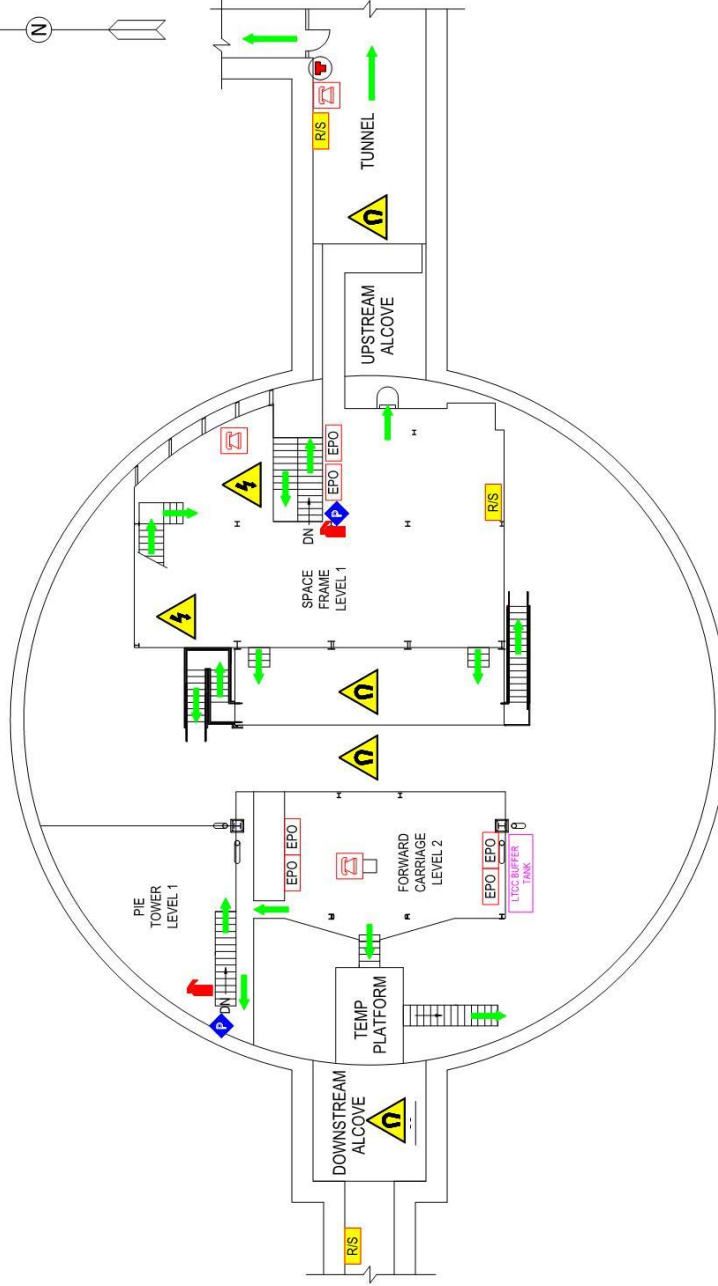 N
R/S
TUNNEL
UPSTREAM
ALCOVE
EPO
EPO
P
DN
R/S
SPACE
FRAME
LEVEL 1
PIE
TOWER
LEVEL 1
EPO
EPO
FORWARD
CARRIAGE
LEVEL 2
EPO
EPO
LTCC BUFFER
TANK
DN
P
TEMP
PLATFORM
DOWNSTREAM
ALCOVE
R/S